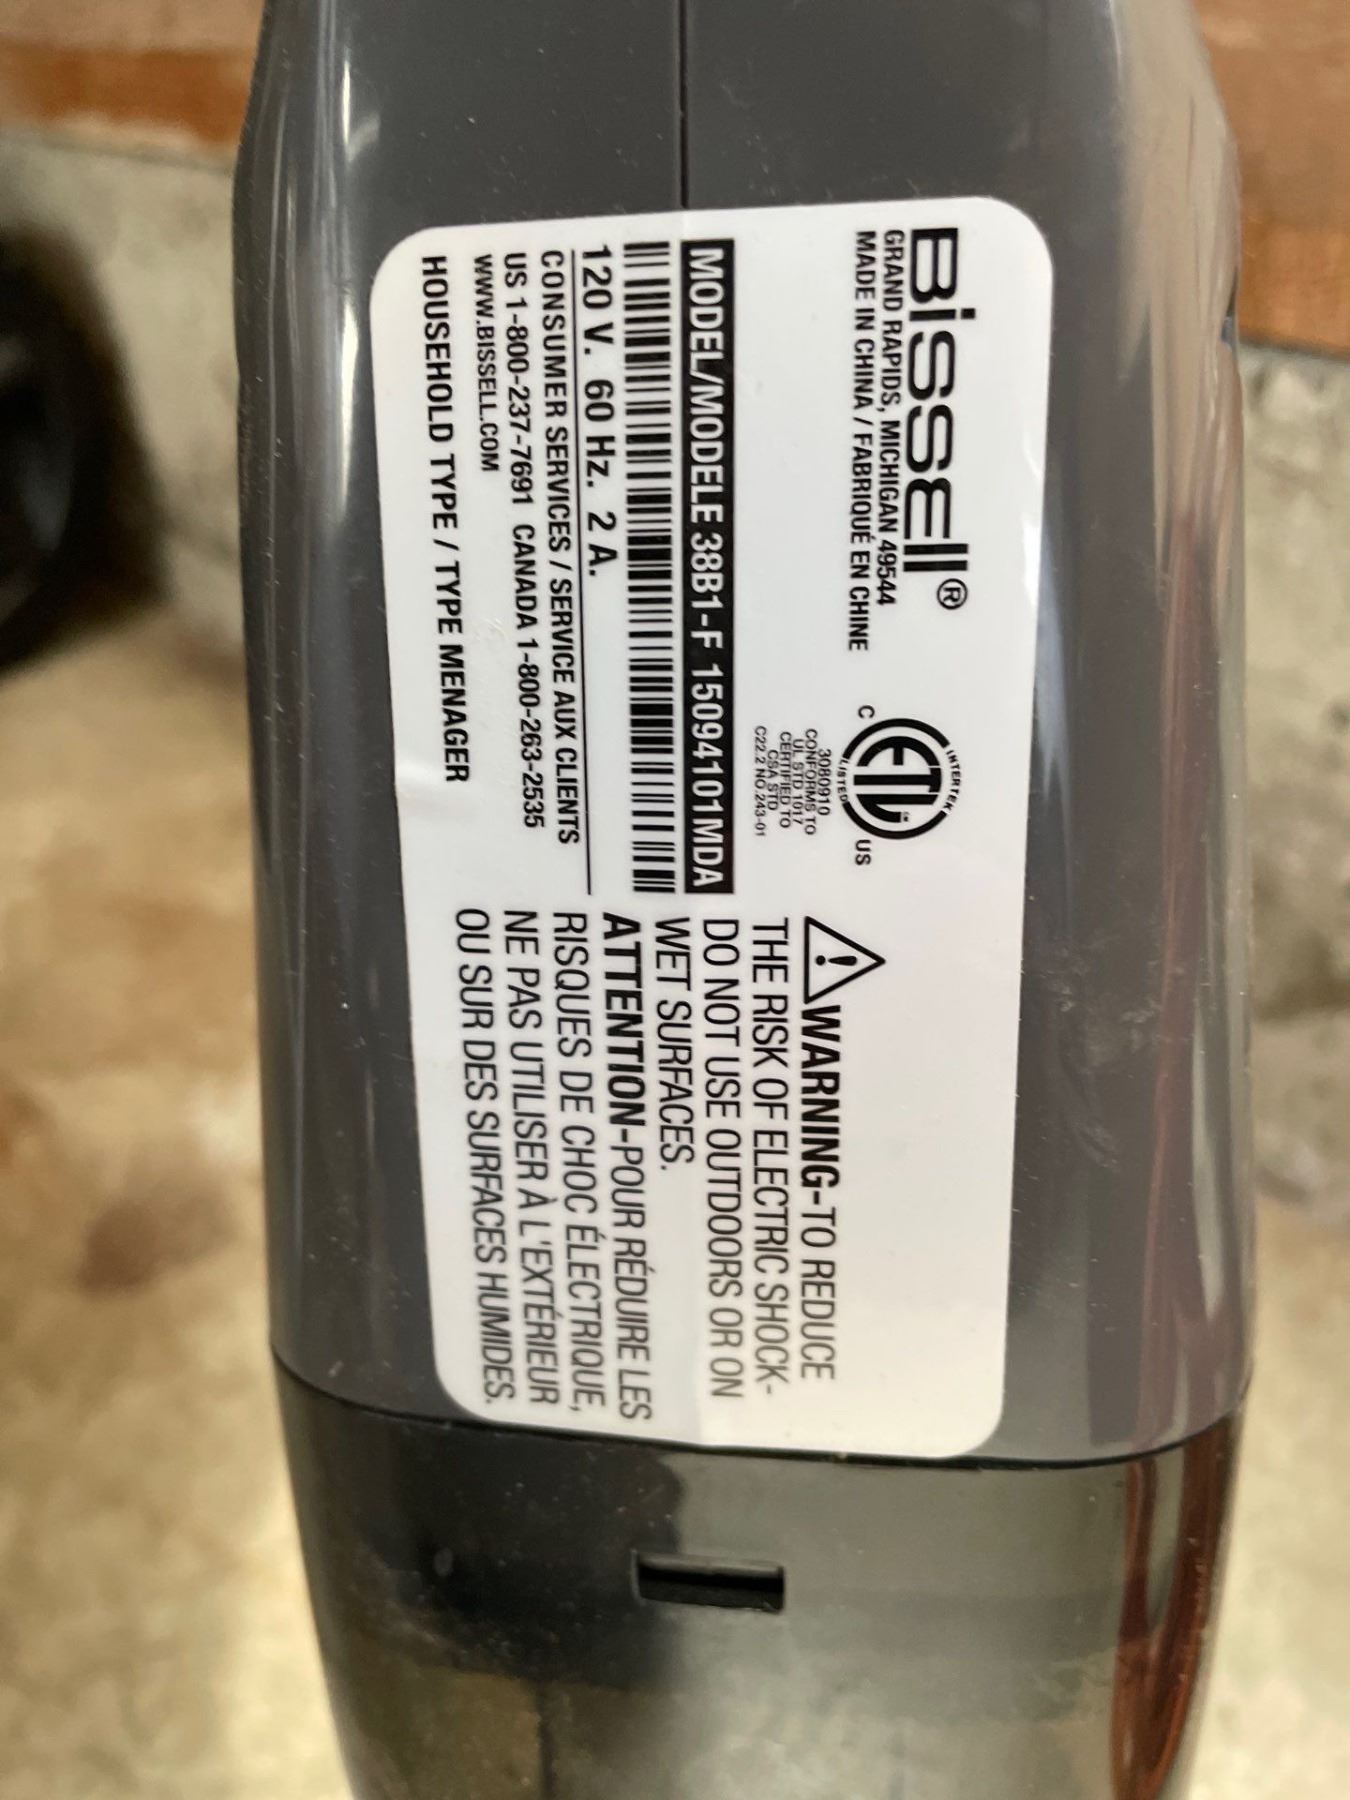 BiSSELL®
GRAND RAPIDS, MICHIGAN 49544
MADE IN CHINA / FABRIQUÉ EN CHINE
INTERTEK
C ETL US
LISTED
3080910
CONFORMS TO
UL STD 1017
CERTIFIED TO
CSA STD
C22.2 NO.243-01
MODEL/MODELE 38B1-F 15094101MDA
120 V. 60 Hz. 2 A.
CONSUMER SERVICES / SERVICE AUX CLIENTS
US 1-800-237-7691 CANADA 1-800-263-2535
WWW.BISSELL.COM
HOUSEHOLD TYPE / TYPE MENAGER
WARNING-TO REDUCE
THE RISK OF ELECTRIC SHOCK-
DO NOT USE OUTDOORS OR ON
WET SURFACES.
ATTENTION-POUR RÉDUIRE LES
RISQUES DE CHOC ÉLECTRIQUE,
NE PAS UTILISER À L'EXTÉRIEUR
OU SUR DES SURFACES HUMIDES.